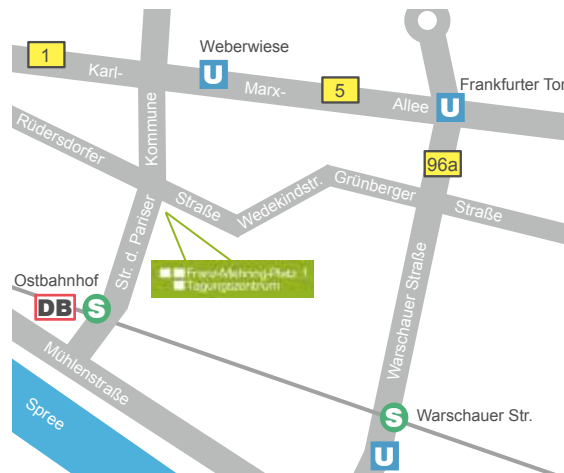 Weberwiese
1
U
Karl-
Marx-
5
Allee
U
Frankfurter Tor
96a
Rüdersdorfer
Kommune
Straße
Wedekindstr.
Grünberger
Straße
Str. d. Pariser
Franz-Mehring-Platz 1
Tagungszentrum
Ostbahnhof
DB
S
Warschauer Straße
Mühlenstraße
Spree
S
Warschauer Str.
U